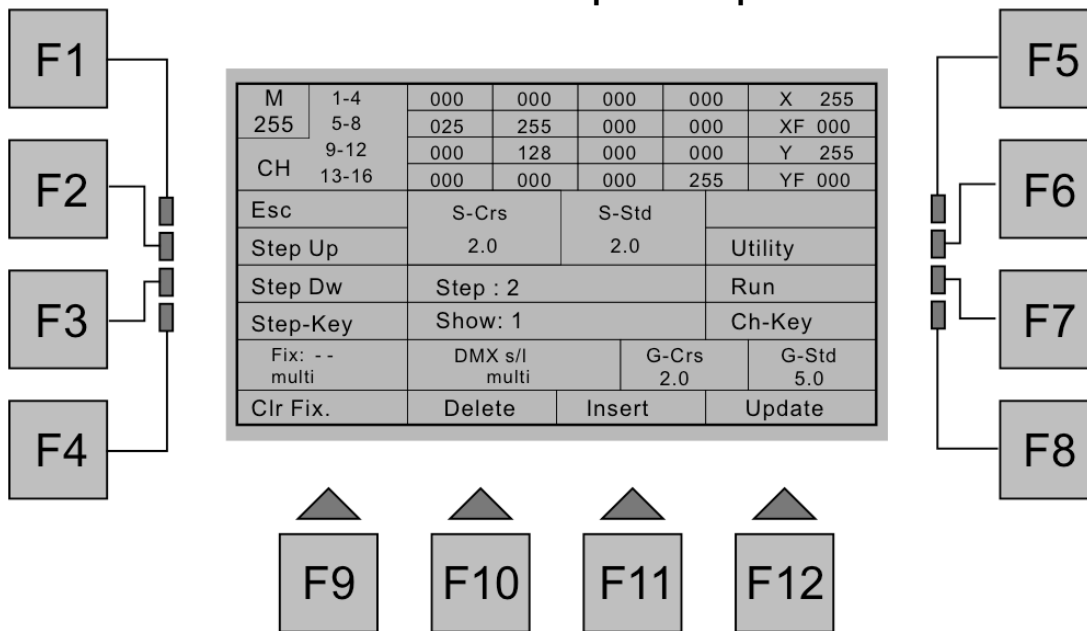 F1
F2
F3
F4
M 1-4 000 000 000 000 X 255
255 5-8 025 255 000 000 XF 000
9-12 000 128 000 000 Y 255
CH 13-16 000 000 000 255 YF 000
Esc S-Crs S-Std
Step Up 2.0 2.0 Utility
Step Dw Step : 2 Run
Step-Key Show: 1 Ch-Key
Fix: - - DMX s/l G-Crs G-Std
multi multi 2.0 5.0
Clr Fix. Delete Insert Update
F5
F6
F7
F8
F9 F10 F11 F12